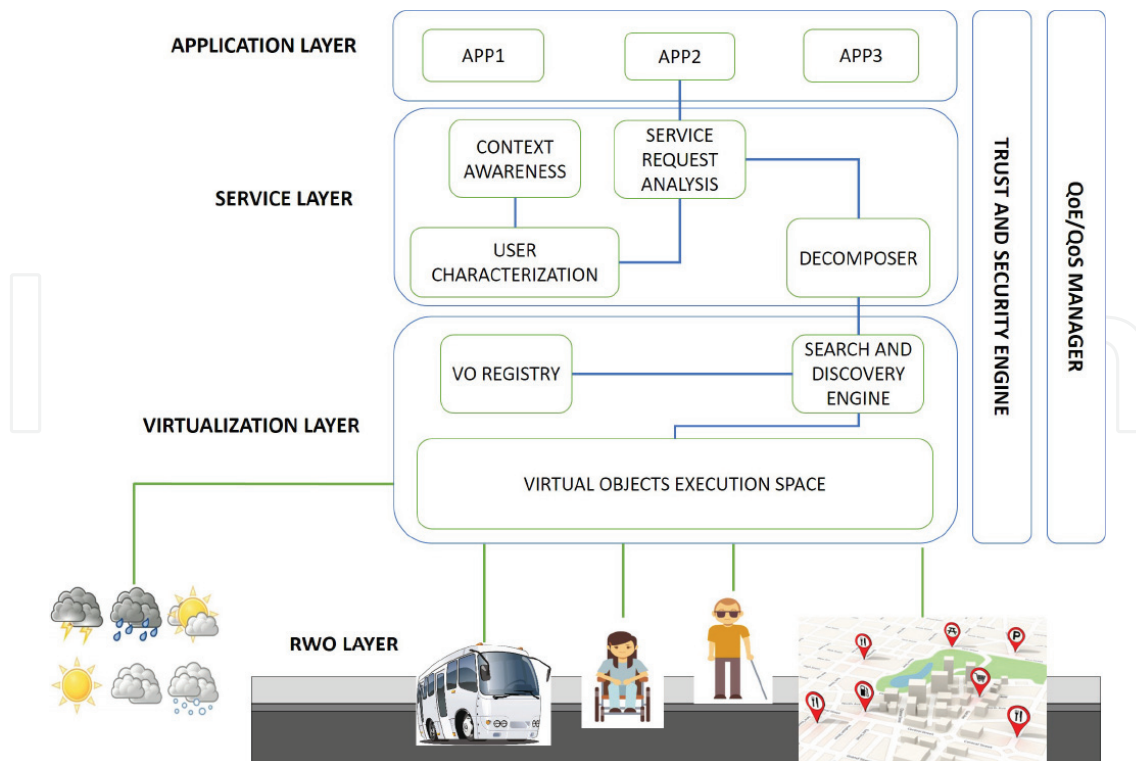 APPLICATION LAYER
APP1
APP2
APP3
SERVICE LAYER
CONTEXT
AWARENESS
SERVICE
REQUEST
ANALYSIS
USER
CHARACTERIZATION
DECOMPOSER
VIRTUALIZATION LAYER
VO REGISTRY
SEARCH AND
DISCOVERY
ENGINE
VIRTUAL OBJECTS EXECUTION SPACE
TRUST AND SECURITY ENGINE
QoE/QoS MANAGER
RWO LAYER
P